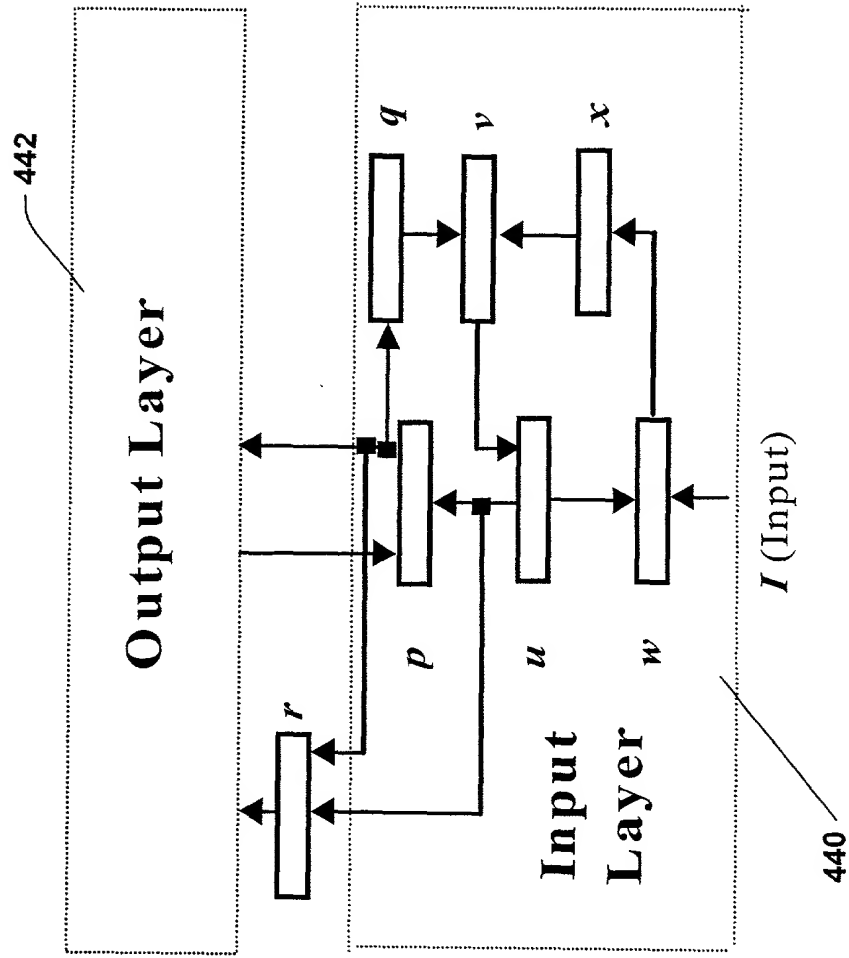 442
Output Layer
r
p
q
u
v
w
x
Input
Layer
I (Input)
440